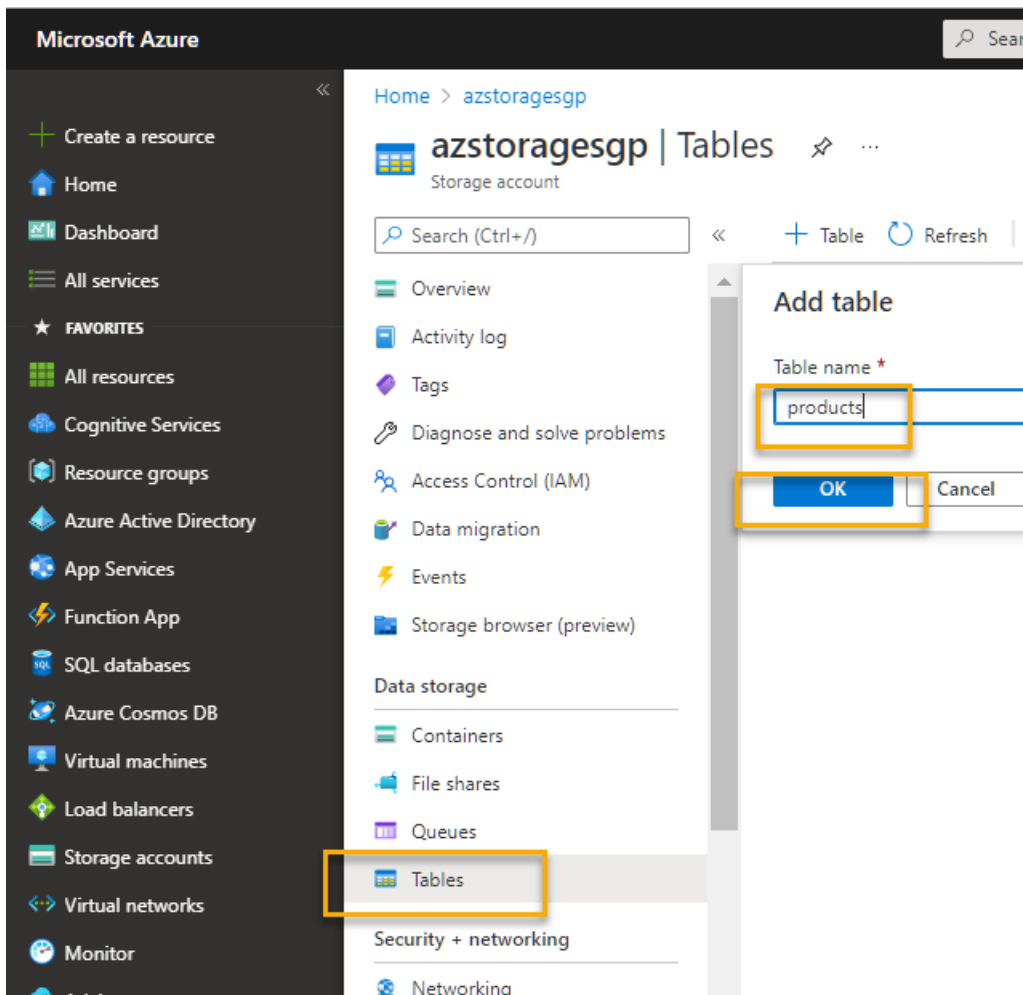 Microsoft Azure
Sear
Create a resource
Home
Dashboard
All services
FAVORITES
All resources
Cognitive Services
Resource groups
Azure Active Directory
App Services
Function App
SQL databases
Azure Cosmos DB
Virtual machines
Load balancers
Storage accounts
Virtual networks
Monitor
Home > azstoragesgp
azstoragesgp | Tables
Storage account
Search (Ctrl+/)
Overview
Activity log
Tags
Diagnose and solve problems
Access Control (IAM)
Data migration
Events
Storage browser (preview)
Data storage
Containers
File shares
Queues
Tables
Security + networking
Networking
Table Refresh
Add table
Table name *
products
OK Cancel